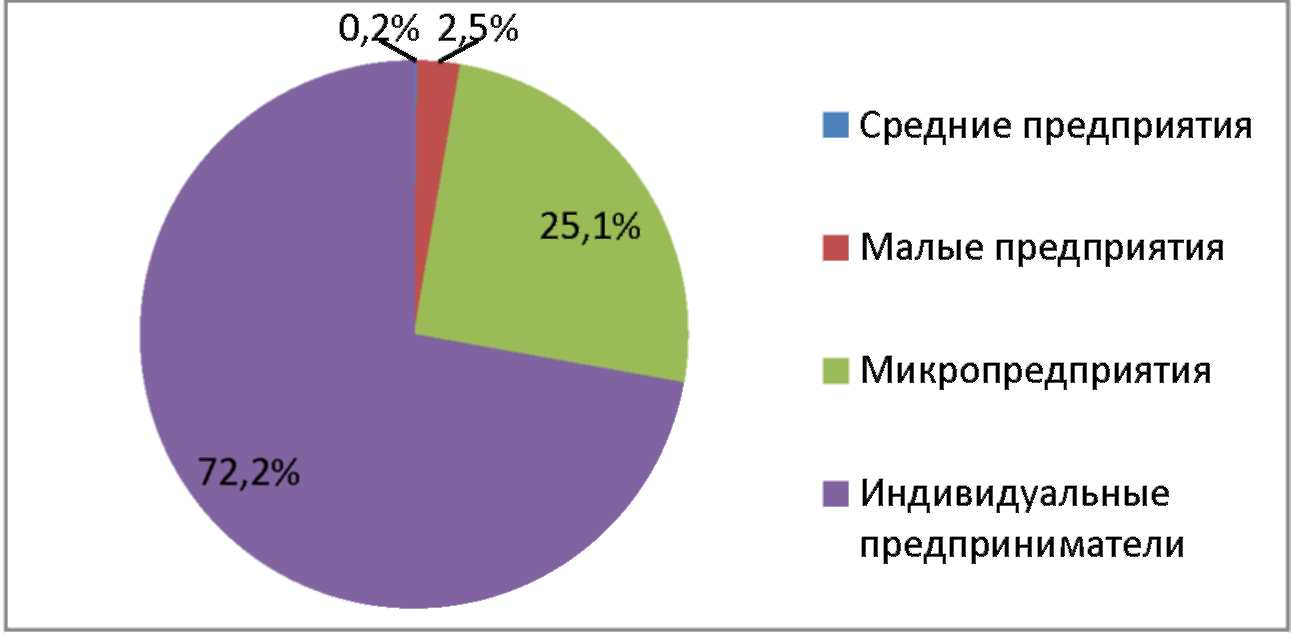 0,2% 2,5%
25,1%
72,2%
Средние предприятия
Малые предприятия
Микропредприятия
Индивидуальные
предприниматели